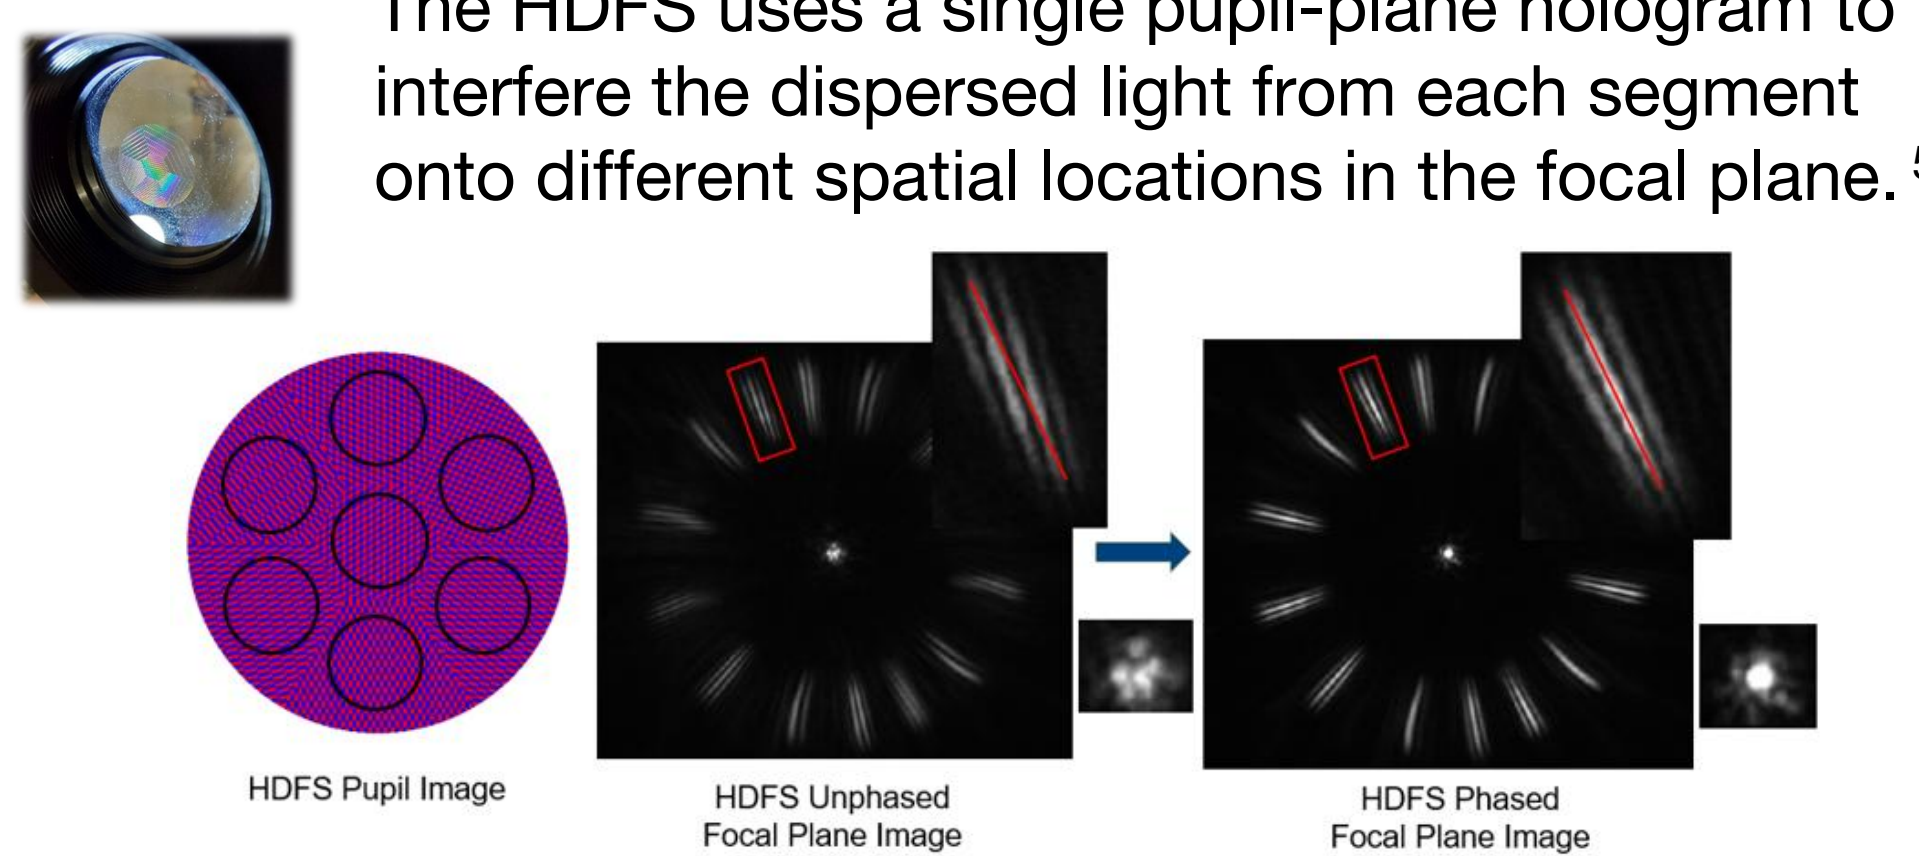 The HDFS uses a single pupil-plane hologram to
interfere the dispersed light from each segment
onto different spatial locations in the focal plane. 5
HDFS Pupil Image
HDFS Unphased
Focal Plane Image
HDFS Phased
Focal Plane Image